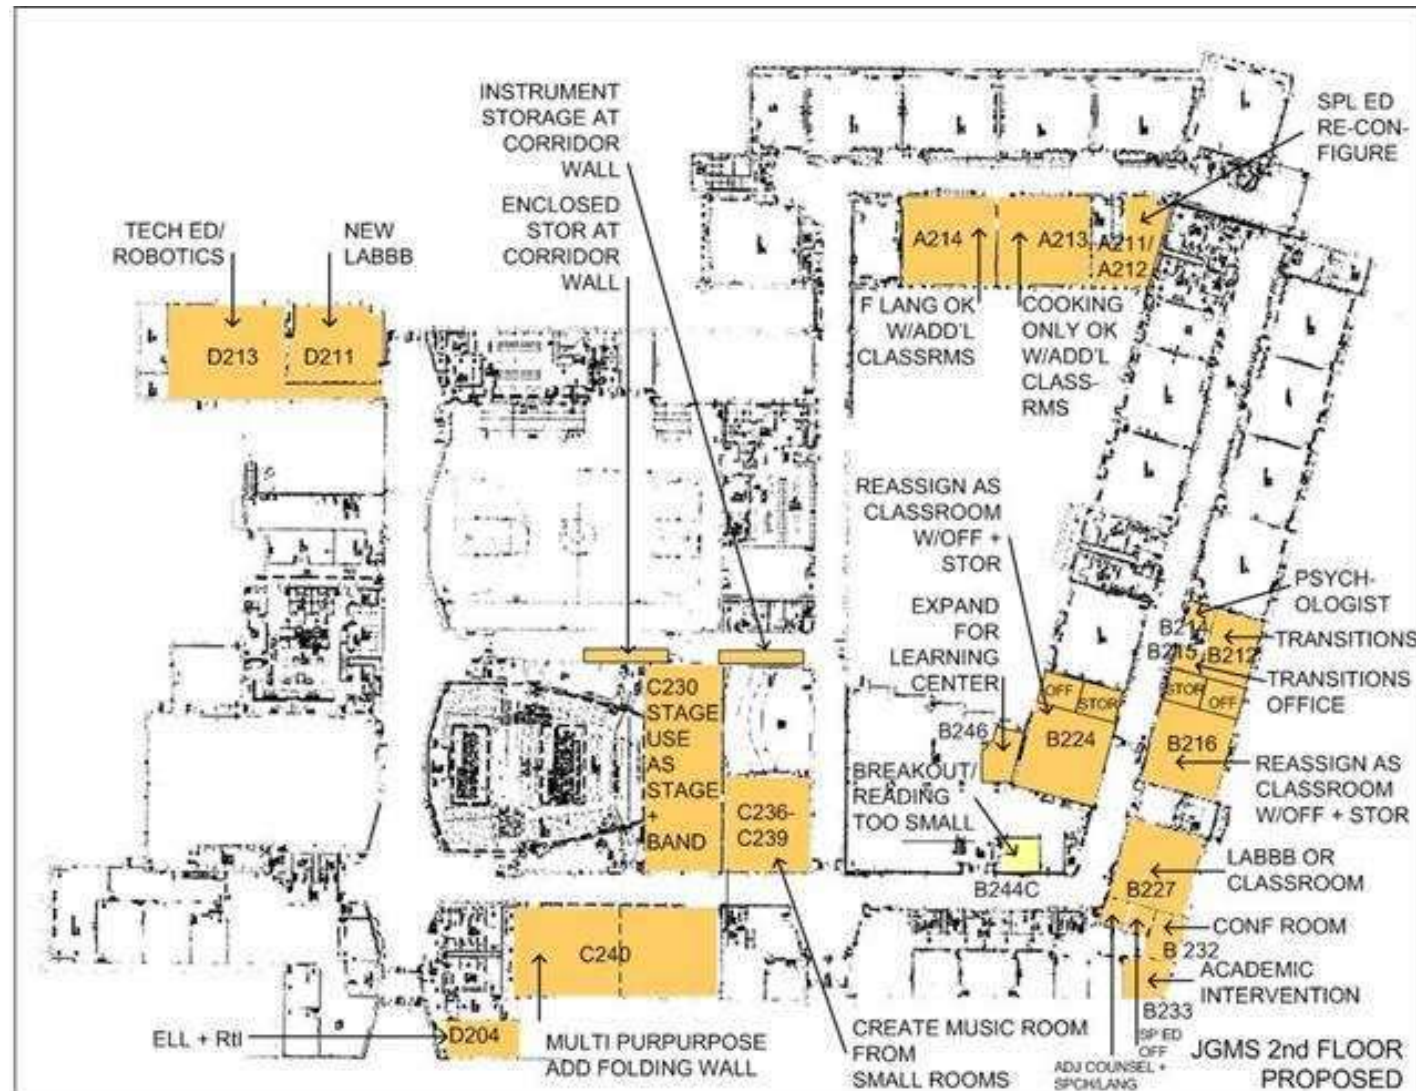 INSTRUMENT
STORAGE AT
CORRIDOR
WALL
ENCLOSED
STOR AT
CORRIDOR
WALL
SPL ED
RE-CON-
FIGURE
TECH ED/
ROBOTICS
NEW
LABBB
A214
A213
A211/
A212
F LANG OK
W/ADD'L
CLASSRMS
COOKING
ONLY OK
W/ADD'L
CLASS-
RMS
D213
D211
REASSIGN AS
CLASSROOM
W/OFF +
STOR
EXPAND
FOR
LEARNING
CENTER
PSYCH-
OLOGIST
B214
B215
B212
TRANSITIONS
TRANSITIONS
OFFICE
C230
STAGE
USE
AS
STAGE
+
BAND
OFF
STOR
STOR
OFF
B246
B224
B216
REASSIGN AS
CLASSROOM
W/OFF + STOR
BREAKOUT/
READING
TOO SMALL
C236-
C239
B244C
LABBB OR
CLASSROOM
B227
CONF ROOM
B 232
ACADEMIC
INTERVENTION
B233
C240
ELL + RtI
D204
MULTI PURPURPOSE
ADD FOLDING WALL
CREATE MUSIC ROOM
FROM
SMALL ROOMS
SP ED
OFF
ADJ COUNSEL +
SPCH/LANG
JGMS 2nd FLOOR
PROPOSED